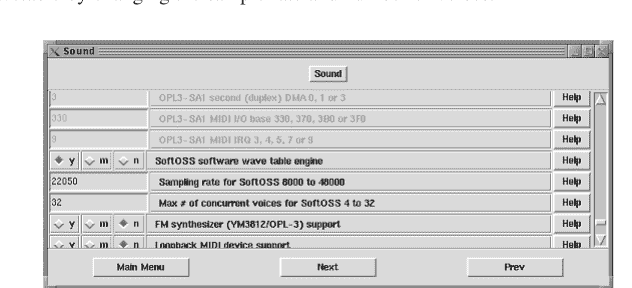 Sound
Sound
3 OPL3-SA1 second (duplex) DMA 0, 1 or 3 Help
330 OPL3-SA1 MIDI I/O base 330, 370, 3B0 or 3F0 Help
9 OPL3-SA1 MIDI IRQ 3, 4, 5, 7 or 9 Help
y m n SoftOSS software wave table engine Help
22050 Sampling rate for SoftOSS 8000 to 48000 Help
32 Max # of concurrent voices for SoftOSS 4 to 32 Help
y m n FM synthesizer (YM3812/OPL-3) support Help
y m n Loopback MIDI device support Help
Main Menu Next Prev